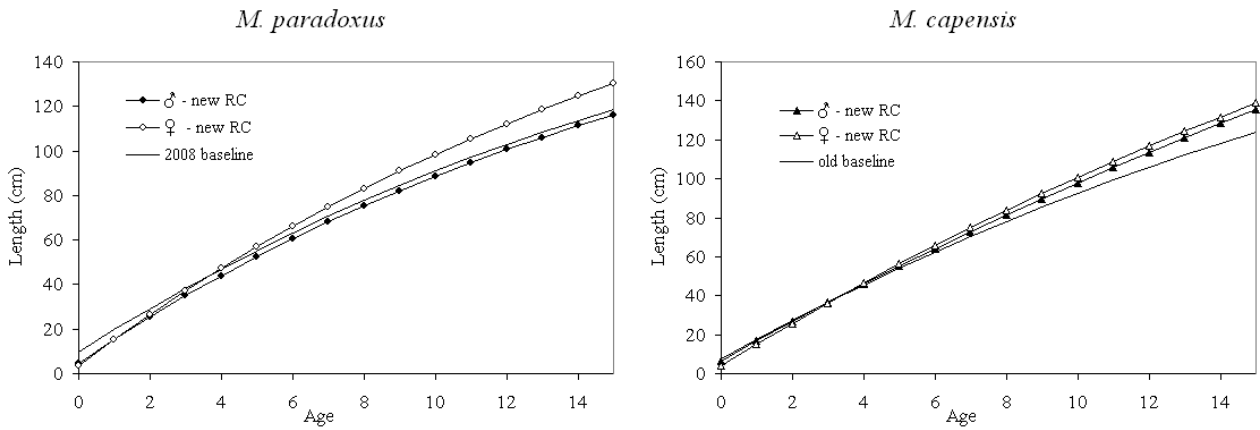 M. paradoxus
140
120
100
80
60
40
20
0
Length (cm)
♂ - new RC
♀ - new RC
2008 baseline
0 2 4 6 8 10 12 14
Age
M. capensis
160
140
120
100
80
60
40
20
0
Length (cm)
♂ - new RC
♀ - new RC
old baseline
0 2 4 6 8 10 12 14
Age